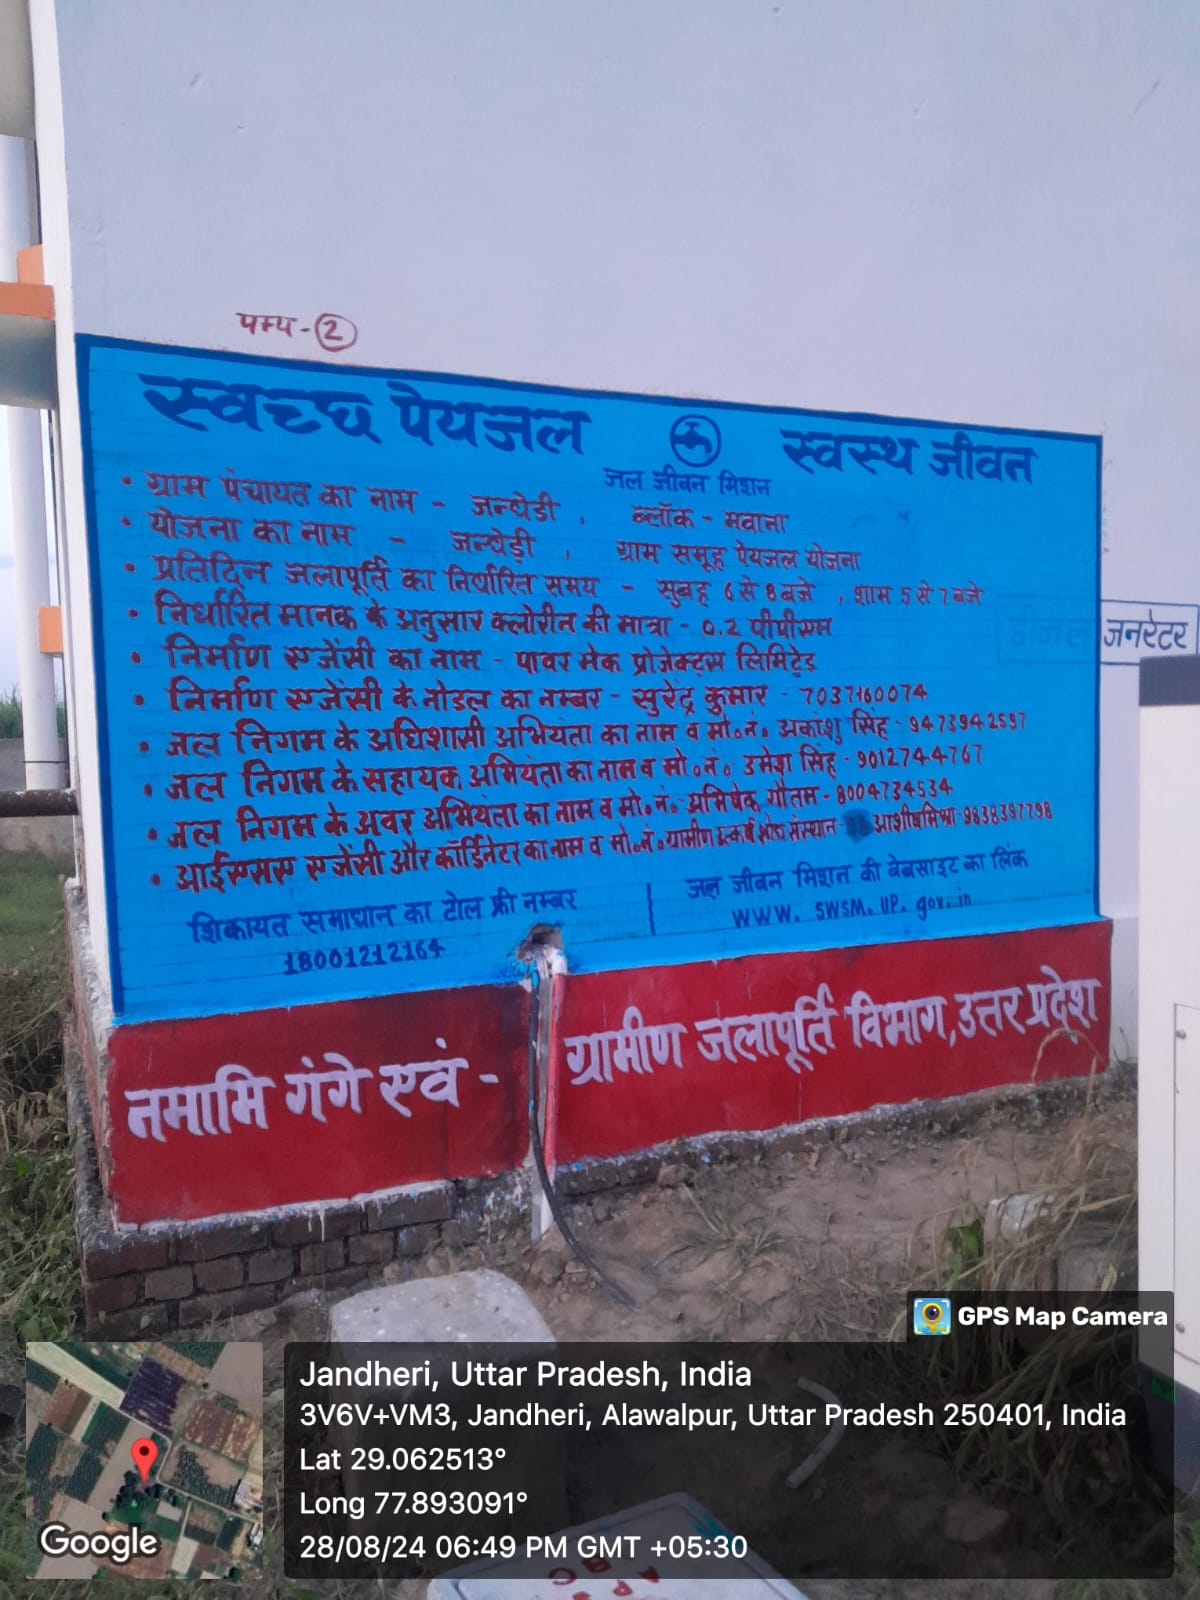 पम्प - 2
स्वच्छ पेयजल
स्वस्थ जीवन
जल जीवन मिशन
• ग्राम पंचायत का नाम - जन्धेडी , ब्लॉक - मवाना
• योजना का नाम - जन्धेड़ी , ग्राम समूह पेयजल योजना
• प्रतिदिन जलापूर्ति का निर्धारित समय - सुबह 6 से 8 बजे , शाम 5 से 7 बजे
• निर्धारित मानक के अनुसार क्लोरीन की मात्रा - 0.2 पीपीएम
• निर्माण एजेंसी का नाम - पावर मेक प्रोजेक्ट्स लिमिटेड
• निर्माण एजेंसी के नोडल का नम्बर - सुरेंद्र कुमार - 7037160074
• जल निगम के अधिशासी अभियंता का नाम व मो०नं० अकांशु सिंह - 9473942597
• जल निगम के सहायक अभियंता का नाम व मो०नं० उमेश सिंह - 9012744767
• जल निगम के अवर अभियंता का नाम व मो०नं० अभिषेक गौतम - 8004734534
• आईएसए एजेंसी और कॉर्डिनेटर का नाम व मो०नं० ग्रामीण शोध संस्थान आशीष मिश्रा - 9838397798
शिकायत समाधान का टोल फ्री नम्बर
18001212164
जल जीवन मिशन की बेबसाइट का लिंक
WWW. SWSM. UP. gov. in
नमामि गंगे एवं - ग्रामीण जलापूर्ति विभाग, उत्तर प्रदेश
डीजल जनरेटर
GPS Map Camera
Jandheri, Uttar Pradesh, India
3V6V+VM3, Jandheri, Alawalpur, Uttar Pradesh 250401, India
Lat 29.062513°
Long 77.893091°
28/08/24 06:49 PM GMT +05:30
Google